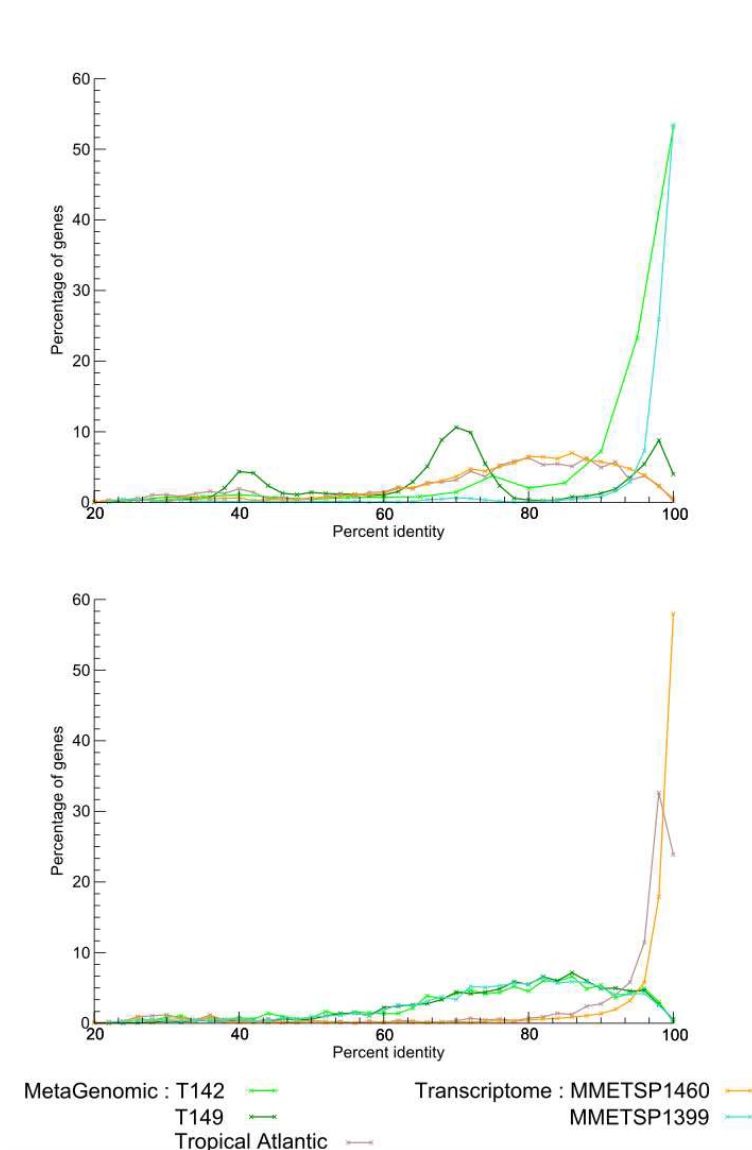 60
50
40
30
20
10
0
20 40 60 80 100
Percentage of genes
Percent identity
60
50
40
30
20
10
0
20 40 60 80 100
Percentage of genes
Percent identity
MetaGenomic : T142 Transcriptome : MMETSP1460
T149 MMETSP1399
Tropical Atlantic